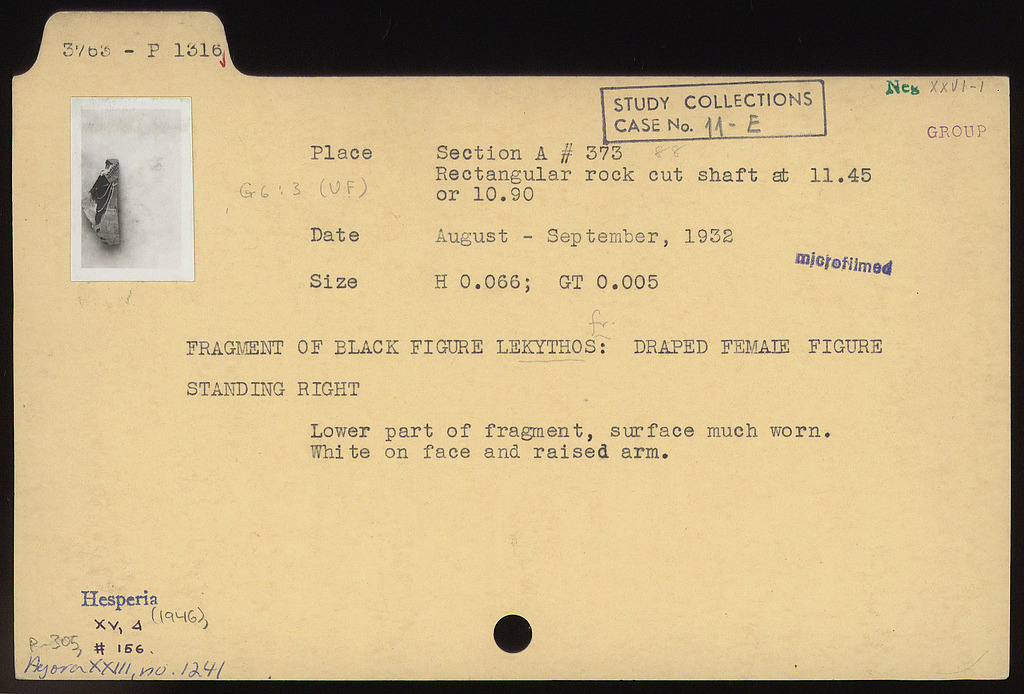 3763 - P 1316
Neg XXVI-1
STUDY COLLECTIONS
CASE No. 11-E
GROUP
Place Section A # 373 88
Rectangular rock cut shaft at 11.45
G6:3 (UF) or 10.90
Date August - September, 1932
microfilmed
Size H 0.066; GT 0.005
fr.
FRAGMENT OF BLACK FIGURE LEKYTHOS: DRAPED FEMALE FIGURE
STANDING RIGHT
Lower part of fragment, surface much worn.
White on face and raised arm.
Hesperia
XV, 4 (1946),
p. 305, # 156.
Agora XXIII, no. 1241